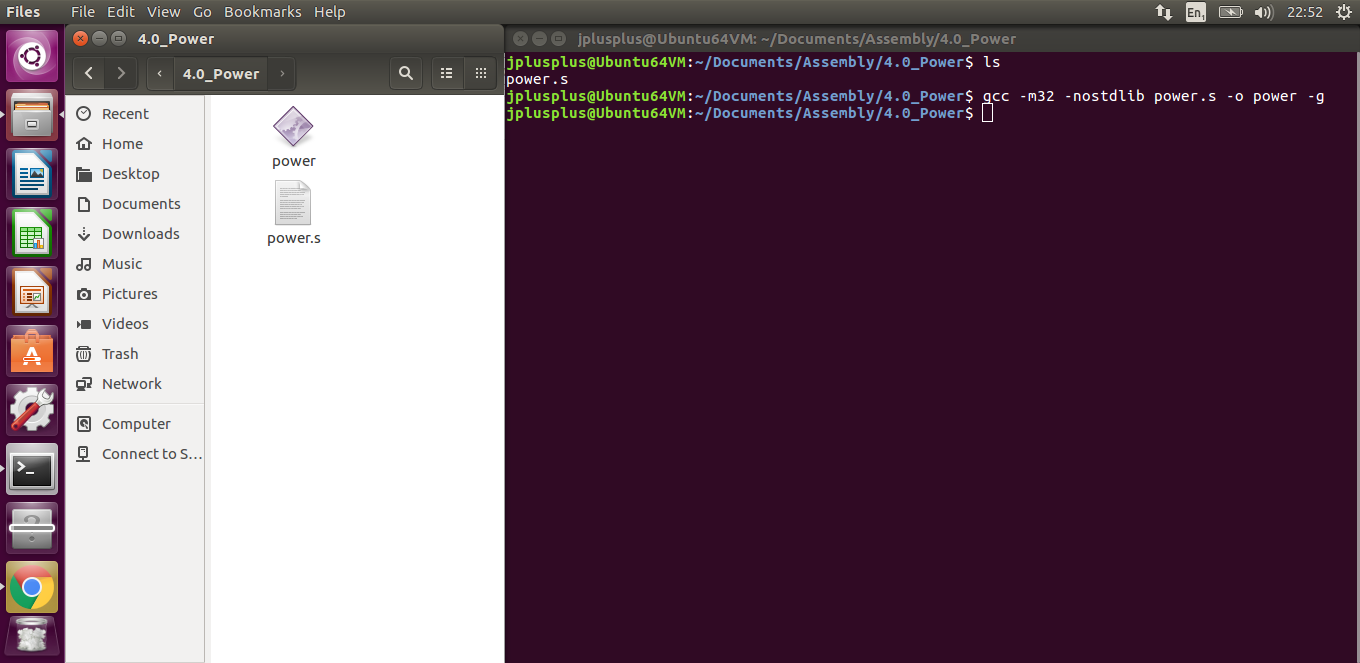 Files File Edit View Go Bookmarks Help En1 22:52
4.0_Power
4.0_Power
Recent
Home
Desktop
Documents
Downloads
Music
Pictures
Videos
Trash
Network
Computer
Connect to S...
power
power.s
jplusplus@Ubuntu64VM: ~/Documents/Assembly/4.0_Power
jplusplus@Ubuntu64VM:~/Documents/Assembly/4.0_Power$ ls
power.s
jplusplus@Ubuntu64VM:~/Documents/Assembly/4.0_Power$ gcc -m32 -nostdlib power.s -o power -g
jplusplus@Ubuntu64VM:~/Documents/Assembly/4.0_Power$